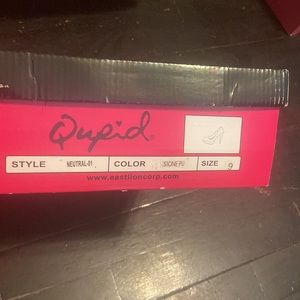 Qupid®
STYLE NEUTRAL-01 COLOR STONE PU SIZE 9
www.eastlioncorp.com